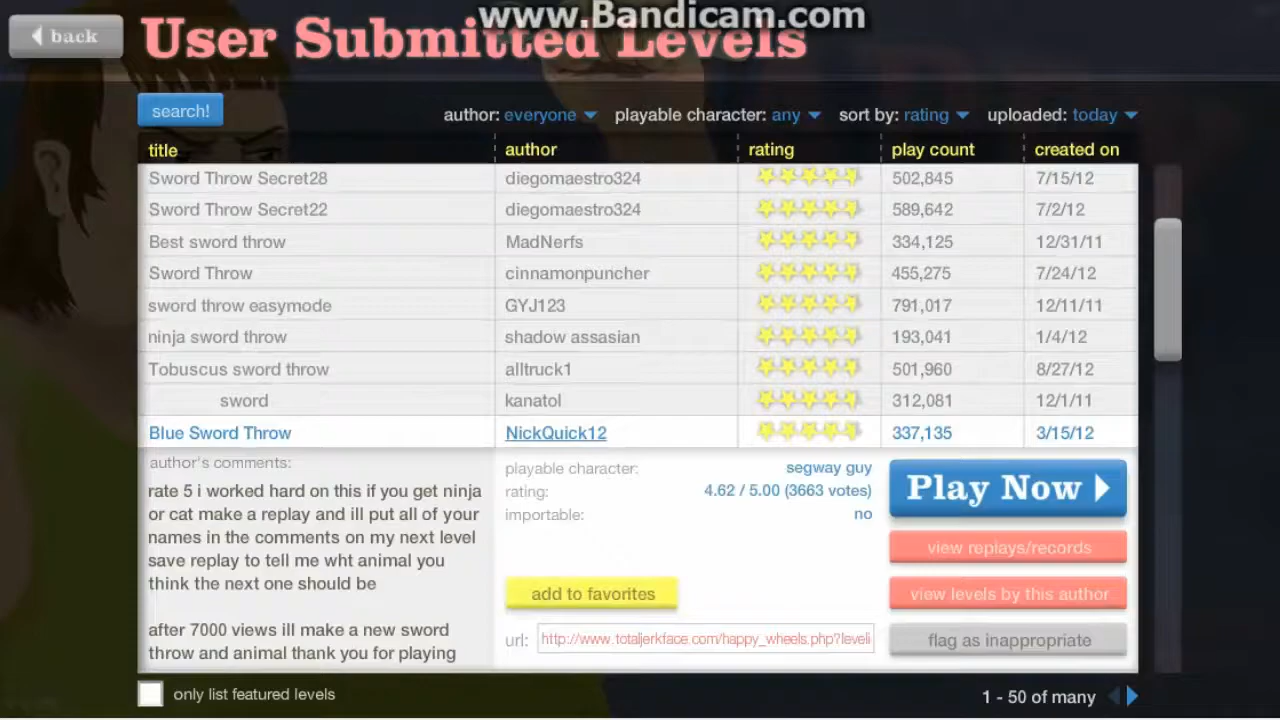 www.Bandicam.com
back
User Submitted Levels
search!
author: everyone playable character: any sort by: rating uploaded: today
title author rating play count created on
Sword Throw Secret28 diegomaestro324 502,845 7/15/12
Sword Throw Secret22 diegomaestro324 589,642 7/2/12
Best sword throw MadNerfs 334,125 12/31/11
Sword Throw cinnamonpuncher 455,275 7/24/12
sword throw easymode GYJ123 791,017 12/11/11
ninja sword throw shadow assasian 193,041 1/4/12
Tobuscus sword throw alltruck1 501,960 8/27/12
sword kanatol 312,081 12/1/11
Blue Sword Throw NickQuick12 337,135 3/15/12
author's comments:
rate 5 i worked hard on this if you get ninja
or cat make a replay and ill put all of your
names in the comments on my next level
save replay to tell me wht animal you
think the next one should be
after 7000 views ill make a new sword
throw and animal thank you for playing
playable character: segway guy
rating: 4.62 / 5.00 (3663 votes)
importable: no
add to favorites
url: http://www.totaljerkface.com/happy_wheels.php?leveli
Play Now
view replays/records
view levels by this author
flag as inappropriate
only list featured levels
1 - 50 of many